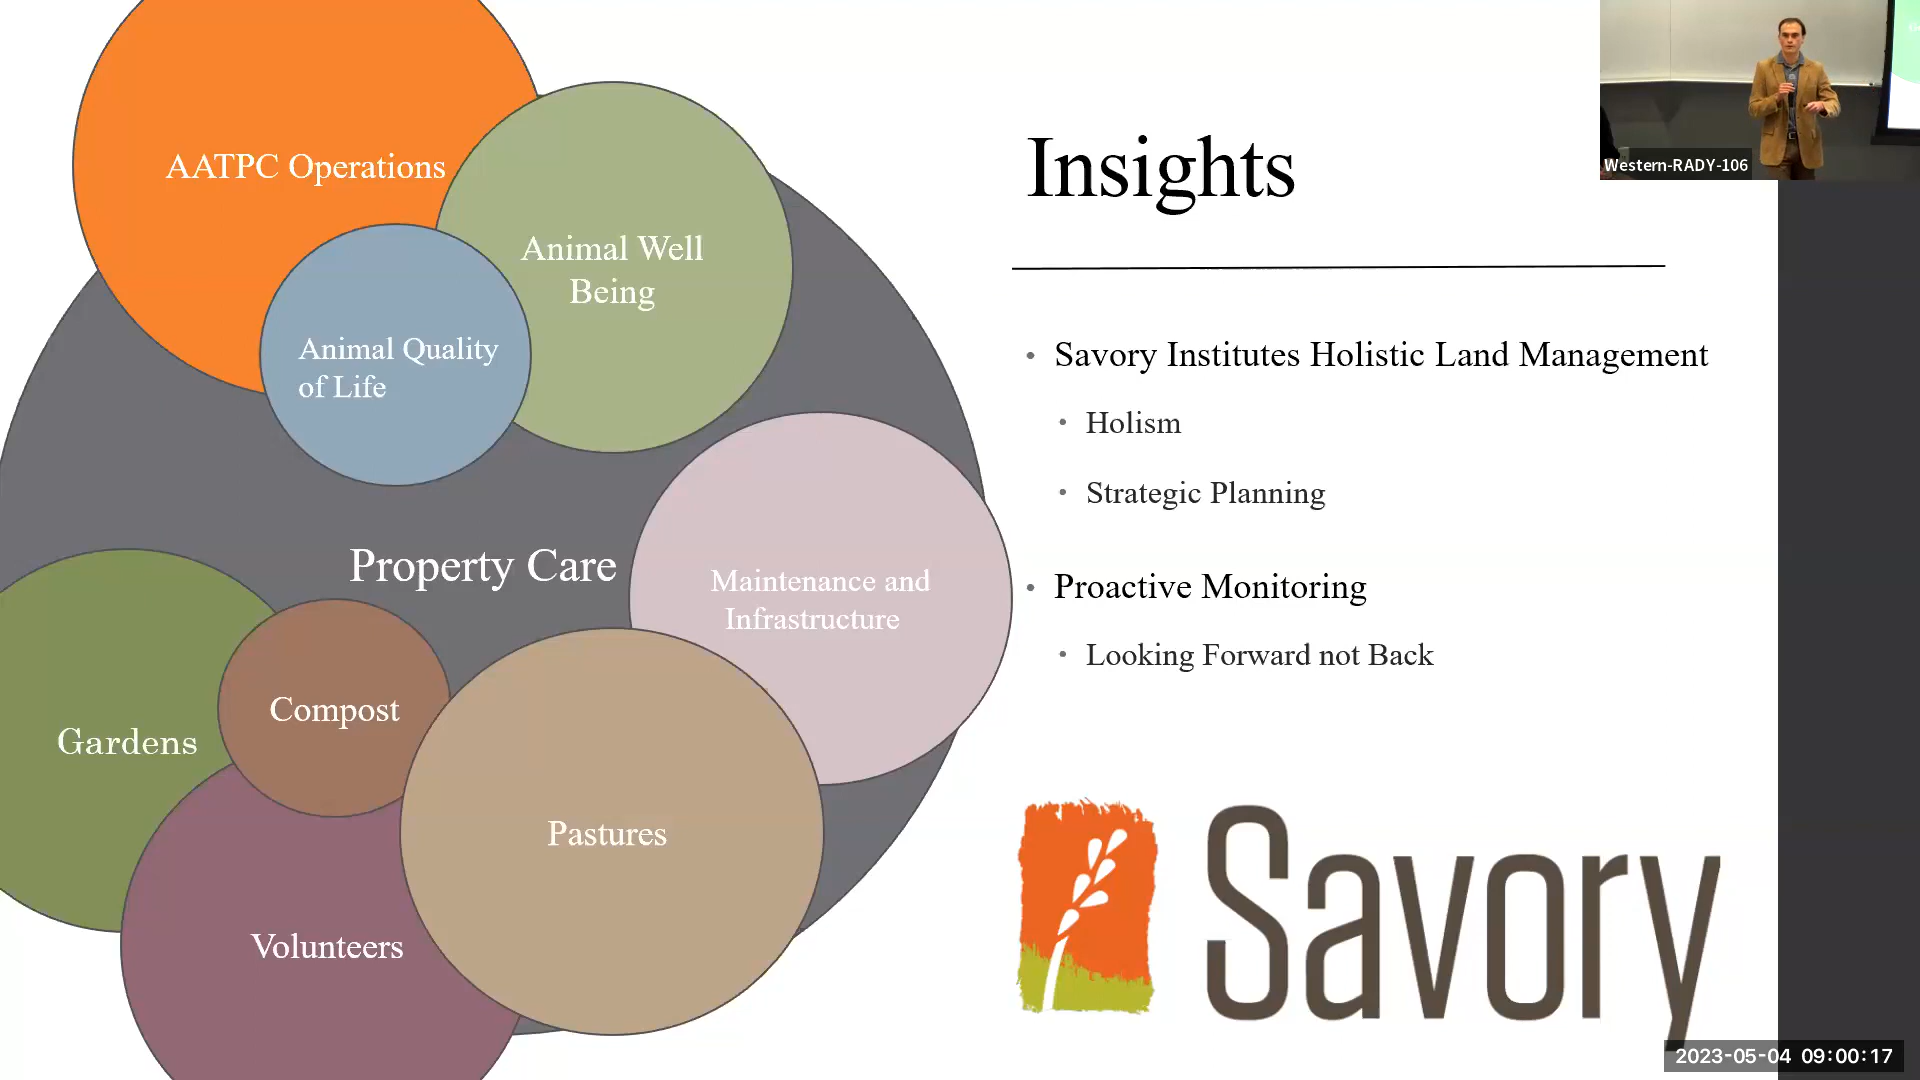 AATPC Operations
Animal Well
Being
Animal Quality
of Life
Property Care
Maintenance and
Infrastructure
Gardens
Compost
Pastures
Volunteers
Insights
• Savory Institutes Holistic Land Management
• Holism
• Strategic Planning
• Proactive Monitoring
• Looking Forward not Back
Savory
Western-RADY-106
2023-05-04 09:00:17